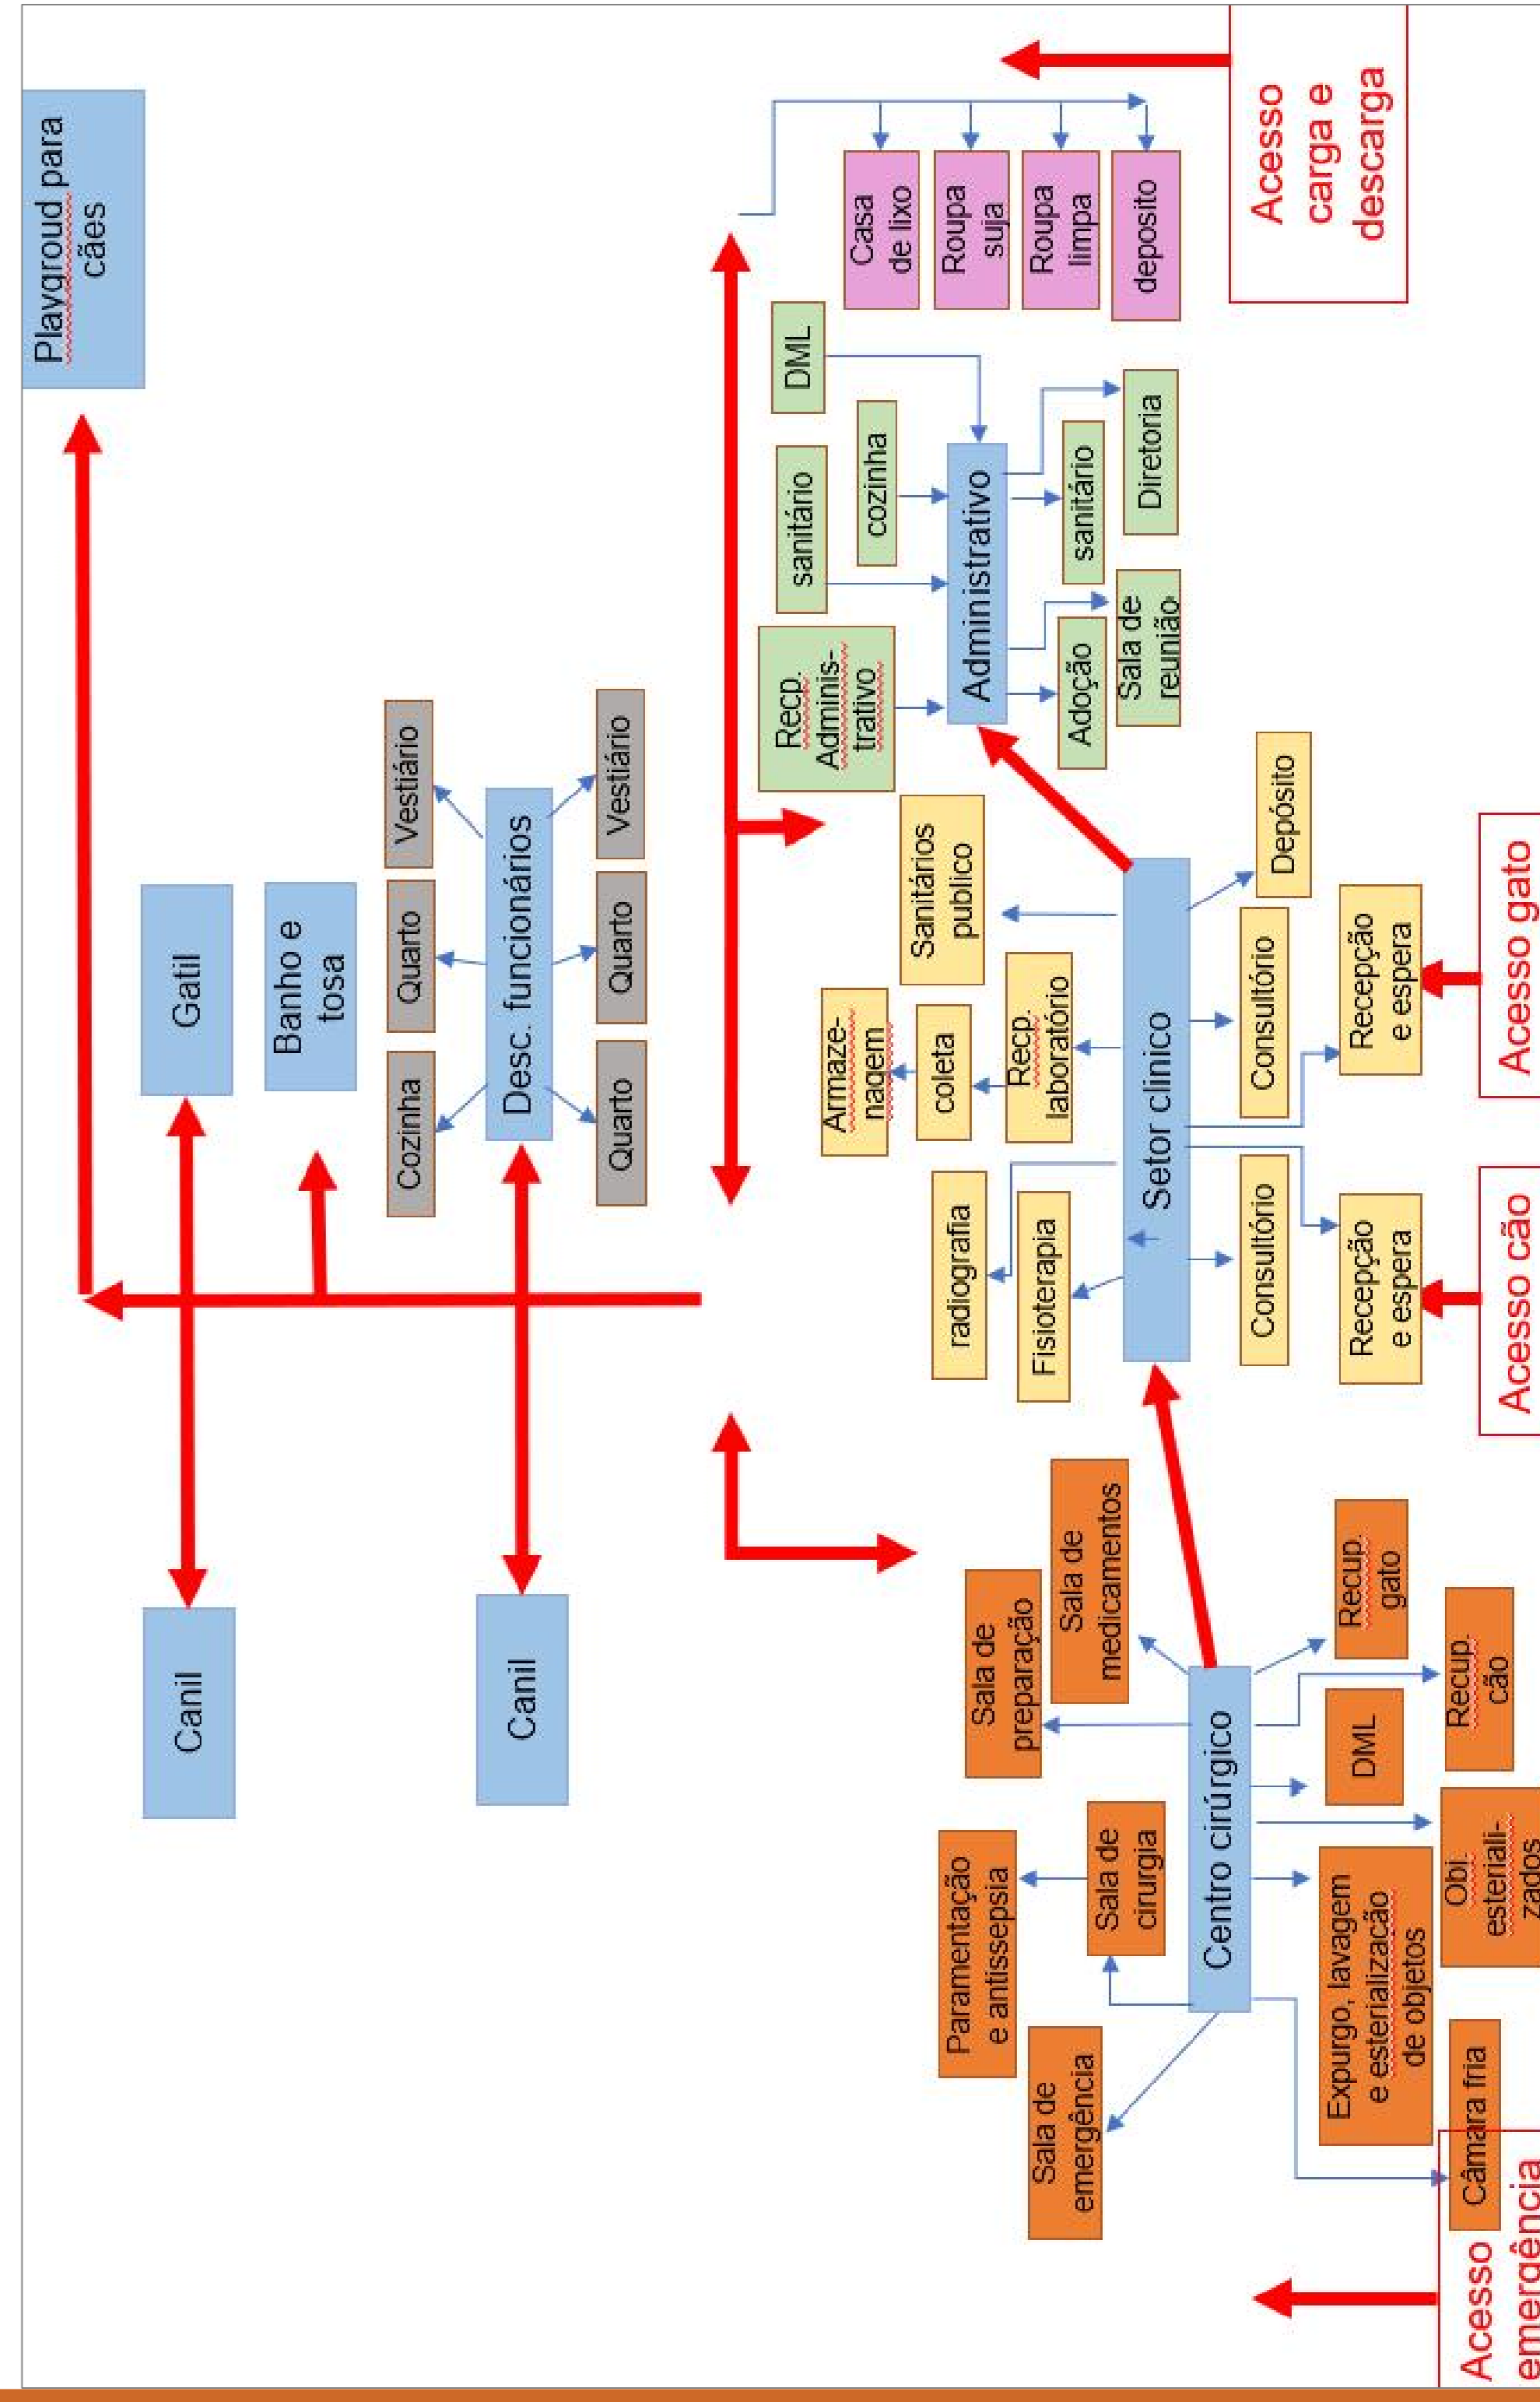 Playgroud para
cães
Canil
Gatil
Banho e
tosa
Cozinha
Quarto
Vestiário
Canil
Desc. funcionários
Quarto
Quarto
Vestiário
Paramentação
e antissepsia
Sala de
preparação
Sala de
emergência
Sala de
cirurgia
Sala de
medicamentos
Centro cirúrgico
Expurgo, lavagem
e esterialização
de objetos
DML
Recup.
gato
Câmara fria
Obj.
esteriali-
zados
Recup.
cão
Acesso
emergência
Armaze-
nagem
radiografia
coleta
Sanitários
publico
Fisioterapia
Recp.
laboratório
Setor clinico
Consultório
Consultório
Depósito
Recepção
e espera
Recepção
e espera
Acesso cão
Acesso gato
Recp.
Adminis-
trativo
sanitário
DML
cozinha
Administrativo
Adoção
sanitário
Sala de
reunião
Diretoria
Casa
de lixo
Roupa
suja
Roupa
limpa
deposito
Acesso
carga e
descarga